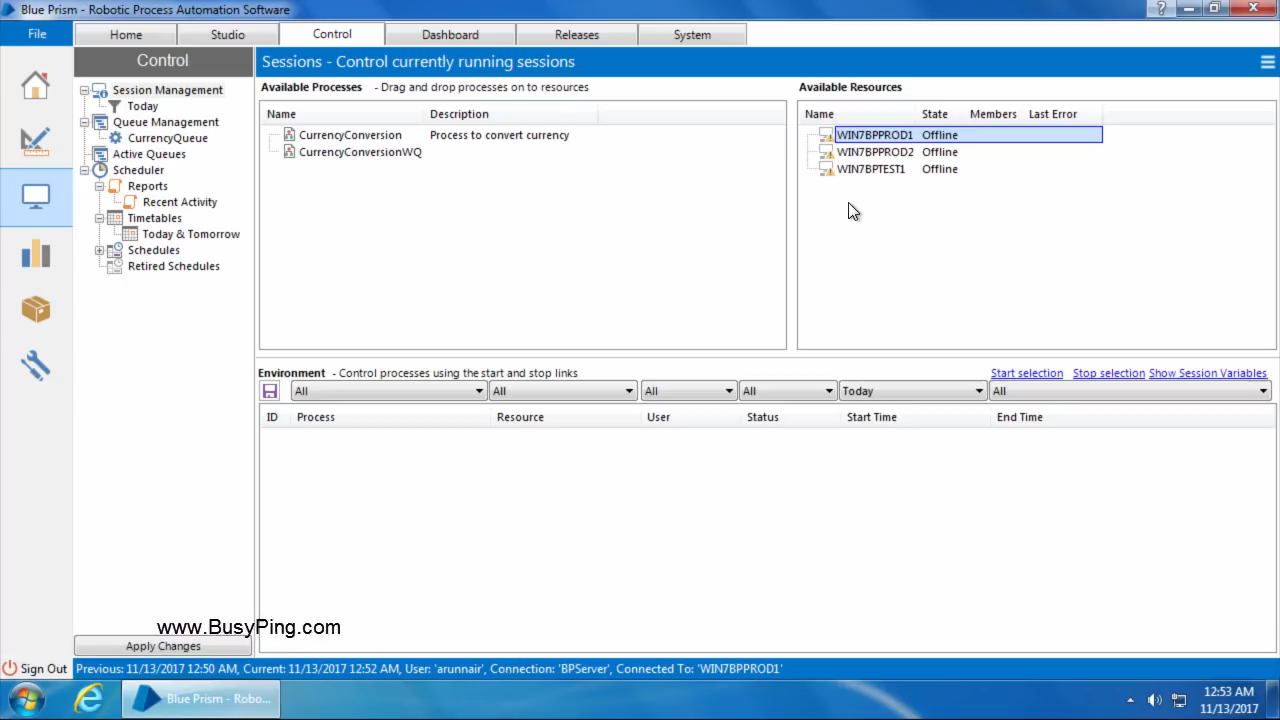 Blue Prism - Robotic Process Automation Software
?
File
Home
Studio
Control
Dashboard
Releases
System
Control
Sessions - Control currently running sessions
Session Management
Today
Queue Management
CurrencyQueue
Active Queues
Scheduler
Reports
Recent Activity
Timetables
Today & Tomorrow
Schedules
Retired Schedules
Available Processes - Drag and drop processes on to resources
Name Description
CurrencyConversion Process to convert currency
CurrencyConversionWQ
Available Resources
Name State Members Last Error
WIN7BPPROD1 Offline
WIN7BPPROD2 Offline
WIN7BPTEST1 Offline
Environment - Control processes using the start and stop links
Start selection Stop selection Show Session Variables
All All All All Today All
ID Process Resource User Status Start Time End Time
www.BusyPing.com
Apply Changes
Sign Out
Previous: 11/13/2017 12:50 AM, Current: 11/13/2017 12:52 AM, User: 'arunnair', Connection: 'BPServer', Connected To: 'WIN7BPPROD1'
Blue Prism - Robo...
12:53 AM
11/13/2017